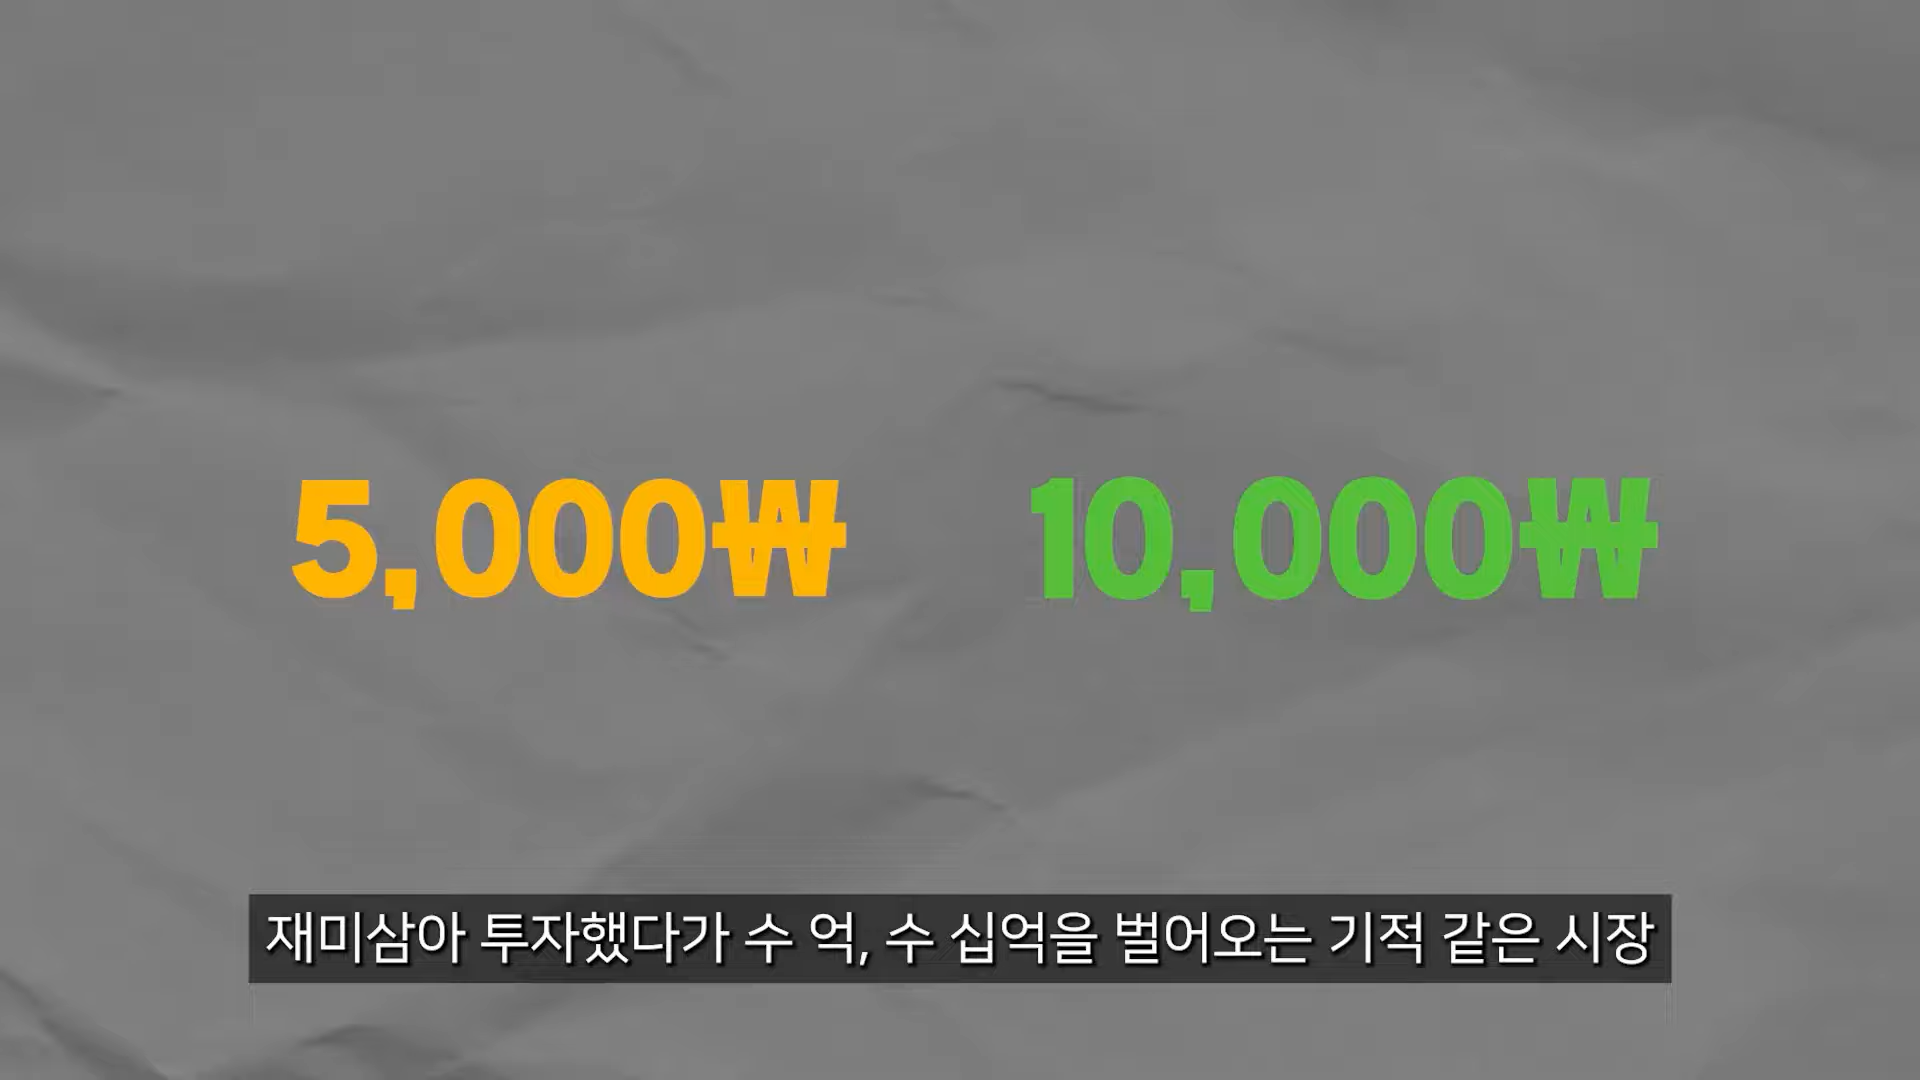 5,000₩ 10,000₩
재미삼아 투자했다가 수 억, 수 십억을 벌어오는 기적 같은 시장